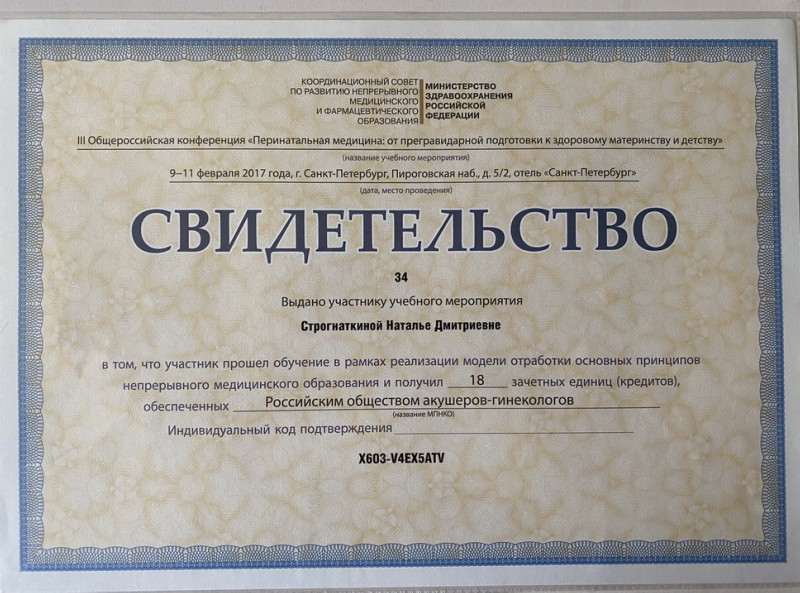 КООРДИНАЦИОННЫЙ СОВЕТ
ПО РАЗВИТИЮ НЕПРЕРЫВНОГО
МЕДИЦИНСКОГО
И ФАРМАЦЕВТИЧЕСКОГО
ОБРАЗОВАНИЯ
МИНИСТЕРСТВО
ЗДРАВООХРАНЕНИЯ
РОССИЙСКОЙ
ФЕДЕРАЦИИ
III Общероссийская конференция «Перинатальная медицина: от прегравидарной подготовки к здоровому материнству и детству»
(название учебного мероприятия)
9–11 февраля 2017 года, г. Санкт-Петербург, Пироговская наб., д. 5/2, отель «Санкт-Петербург»
(дата, место проведения)
СВИДЕТЕЛЬСТВО
34
Выдано участнику учебного мероприятия
Строгнаткиной Наталье Дмитриевне
в том, что участник прошел обучение в рамках реализации модели отработки основных принципов
непрерывного медицинского образования и получил 18 зачетных единиц (кредитов),
обеспеченных Российским обществом акушеров-гинекологов
(название МПНКО)
Индивидуальный код подтверждения
X603-V4EX5ATV